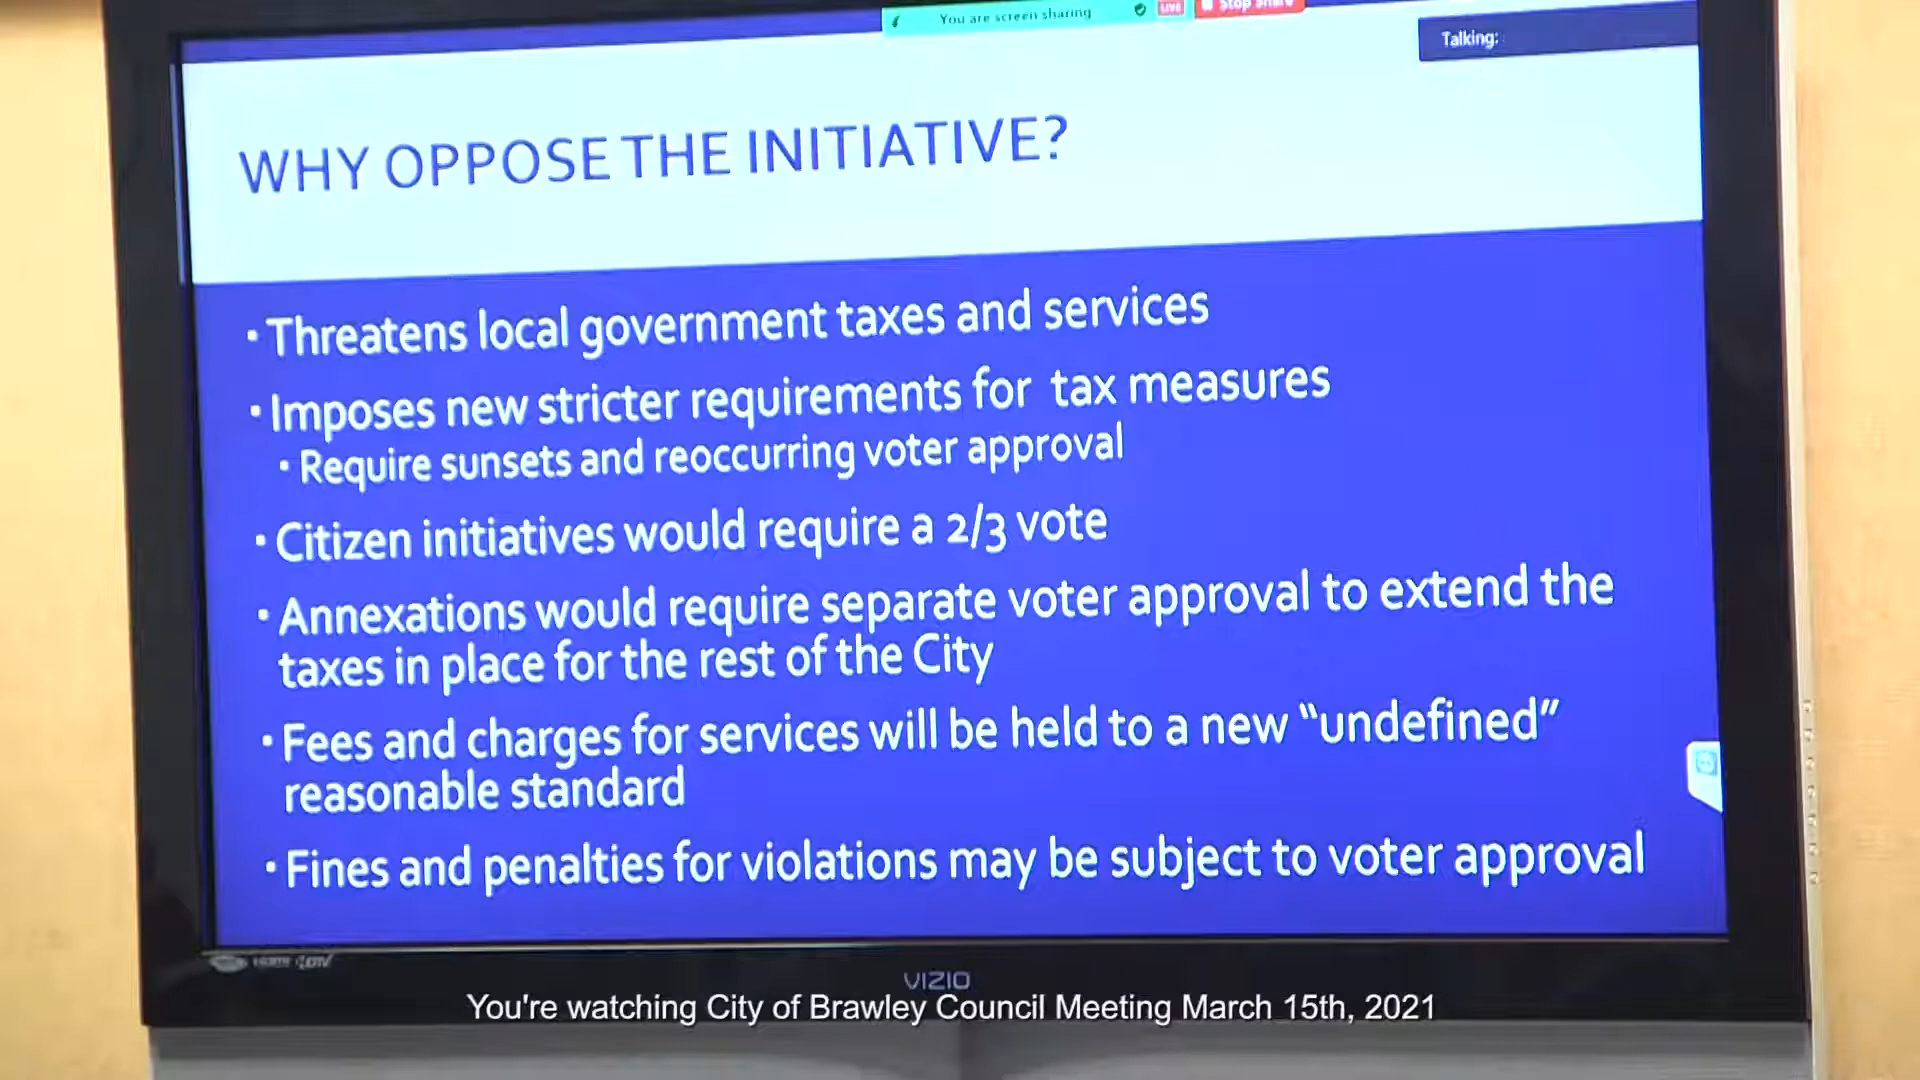 You are screen sharing
LIVE
Stop Share
Talking:
WHY OPPOSE THE INITIATIVE?
• Threatens local government taxes and services
• Imposes new stricter requirements for tax measures
• Require sunsets and reoccurring voter approval
• Citizen initiatives would require a 2/3 vote
• Annexations would require separate voter approval to extend the
taxes in place for the rest of the City
• Fees and charges for services will be held to a new “undefined”
reasonable standard
• Fines and penalties for violations may be subject to voter approval
VIZIO
You're watching City of Brawley Council Meeting March 15th, 2021